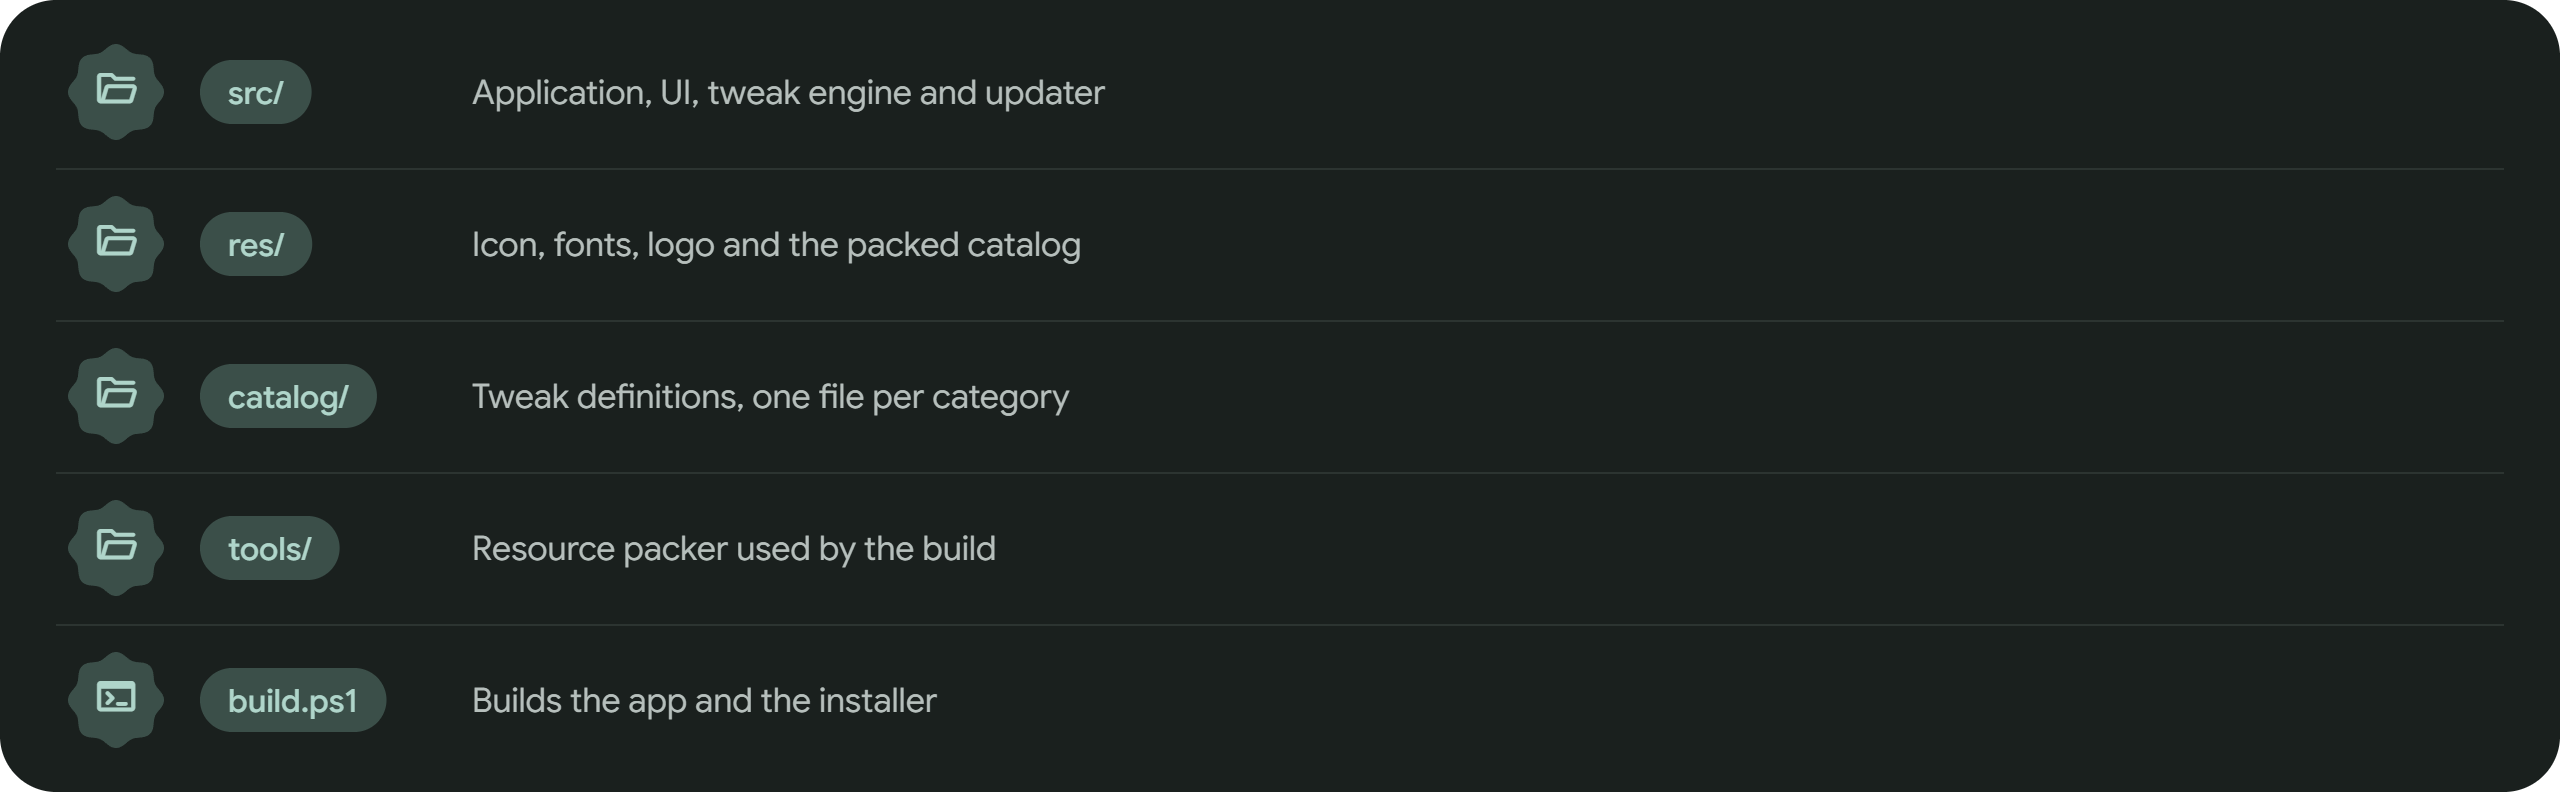 src/ Application, UI, tweak engine and updater
res/ Icon, fonts, logo and the packed catalog
catalog/ Tweak definitions, one file per category
tools/ Resource packer used by the build
build.ps1 Builds the app and the installer